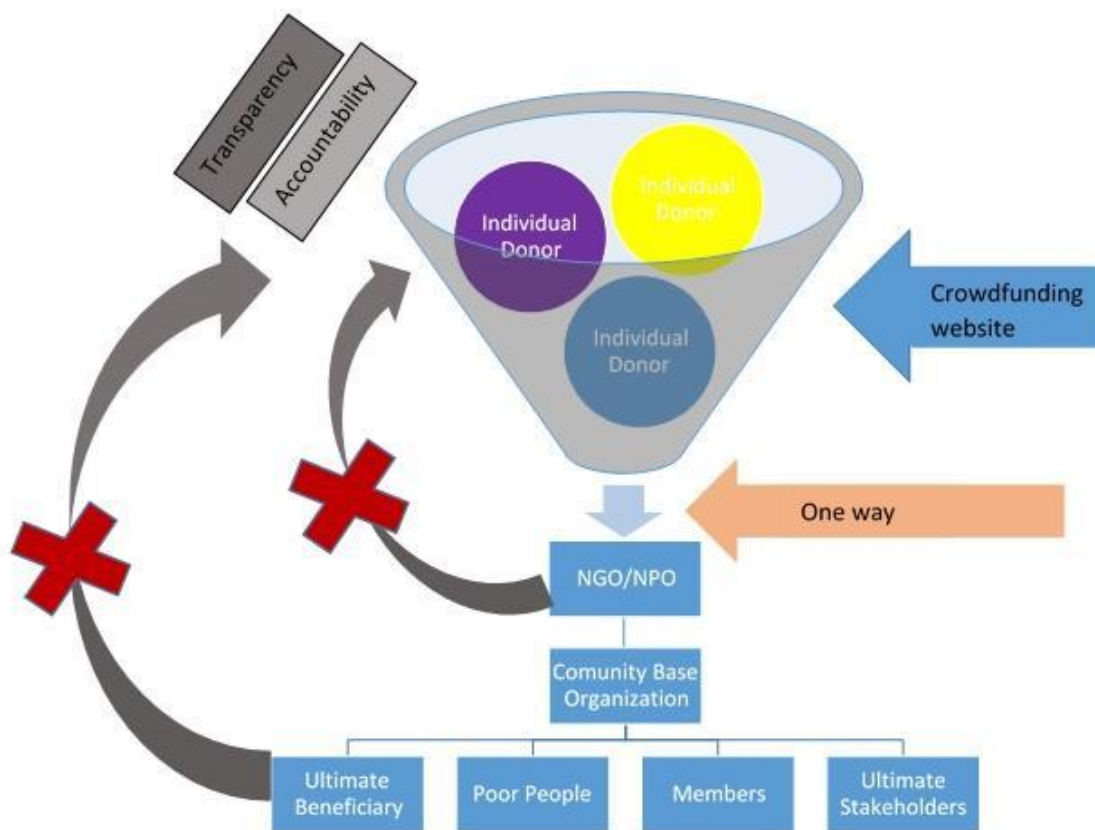 Transparency
Accountability
Individual
Donor
Individual
Donor
Individual
Donor
Crowdfunding
website
One way
NGO/NPO
Comunity Base
Organization
Ultimate
Beneficiary
Poor People
Members
Ultimate
Stakeholders